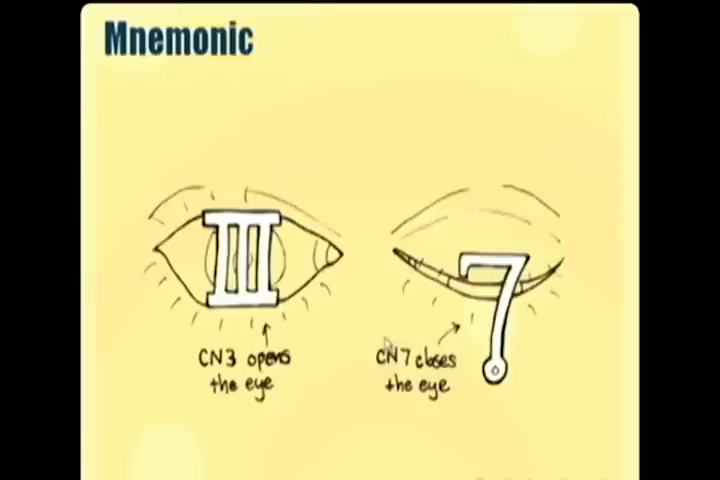 Mnemonic
III
7
CN3 opens
the eye
CN7 closes
the eye